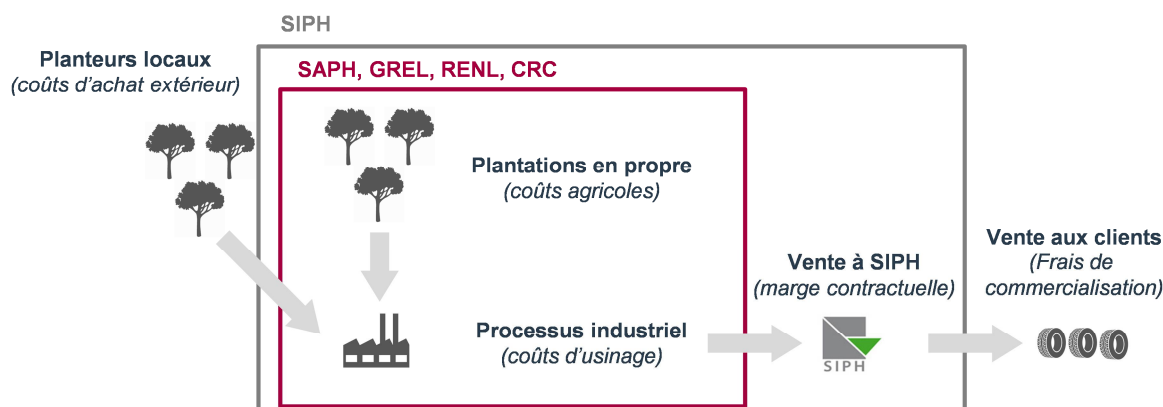 SIPH
Planteurs locaux
(coûts d’achat extérieur)
SAPH, GREL, RENL, CRC
Plantations en propre
(coûts agricoles)
Vente à SIPH
(marge contractuelle)
Vente aux clients
(Frais de
commercialisation)
Processus industriel
(coûts d’usinage)
SIPH